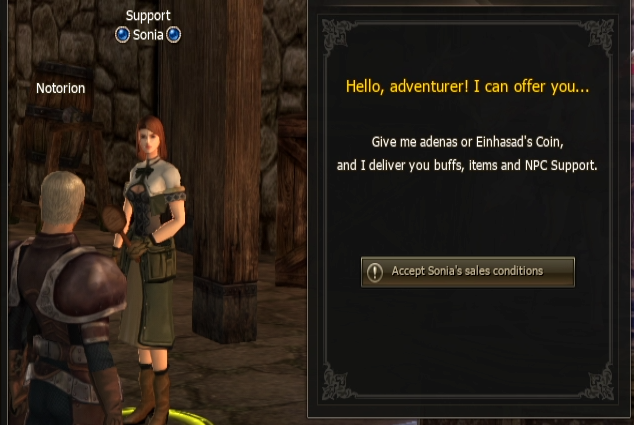 Support
Sonia
Notorion
Hello, adventurer! I can offer you...
Give me adenas or Einhasad's Coin,
and I deliver you buffs, items and NPC Support.
Accept Sonia's sales conditions